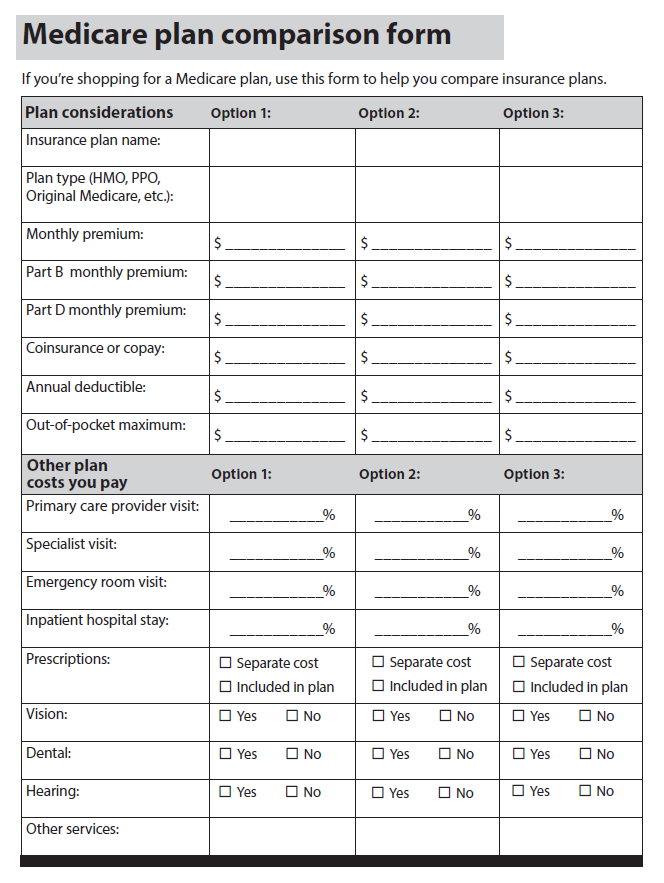 Medicare plan comparison form
If you're shopping for a Medicare plan, use this form to help you compare insurance plans.
Plan considerations Option 1: Option 2: Option 3:
Insurance plan name:
Plan type (HMO, PPO,
Original Medicare, etc.):
Monthly premium: $ ______________ $ ______________ $ ______________
Part B monthly premium: $ ______________ $ ______________ $ ______________
Part D monthly premium: $ ______________ $ ______________ $ ______________
Coinsurance or copay: $ ______________ $ ______________ $ ______________
Annual deductible: $ ______________ $ ______________ $ ______________
Out-of-pocket maximum: $ ______________ $ ______________ $ ______________
Other plan
costs you pay Option 1: Option 2: Option 3:
Primary care provider visit: ___________% ___________% ___________%
Specialist visit: ___________% ___________% ___________%
Emergency room visit: ___________% ___________% ___________%
Inpatient hospital stay: ___________% ___________% ___________%
Prescriptions: ☐ Separate cost ☐ Separate cost ☐ Separate cost
☐ Included in plan ☐ Included in plan ☐ Included in plan
Vision: ☐ Yes ☐ No ☐ Yes ☐ No ☐ Yes ☐ No
Dental: ☐ Yes ☐ No ☐ Yes ☐ No ☐ Yes ☐ No
Hearing: ☐ Yes ☐ No ☐ Yes ☐ No ☐ Yes ☐ No
Other services: